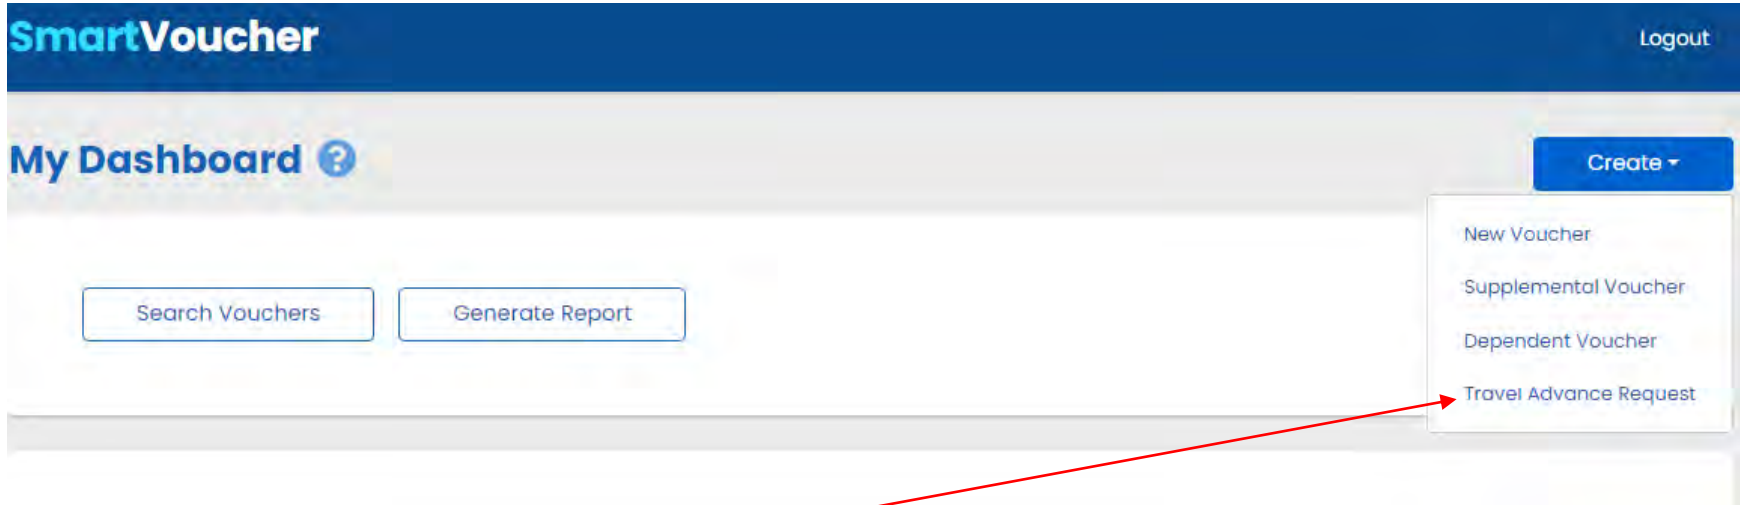 SmartVoucher
Logout
My Dashboard ?
Create
New Voucher
Supplemental Voucher
Dependent Voucher
Travel Advance Request
Search Vouchers
Generate Report